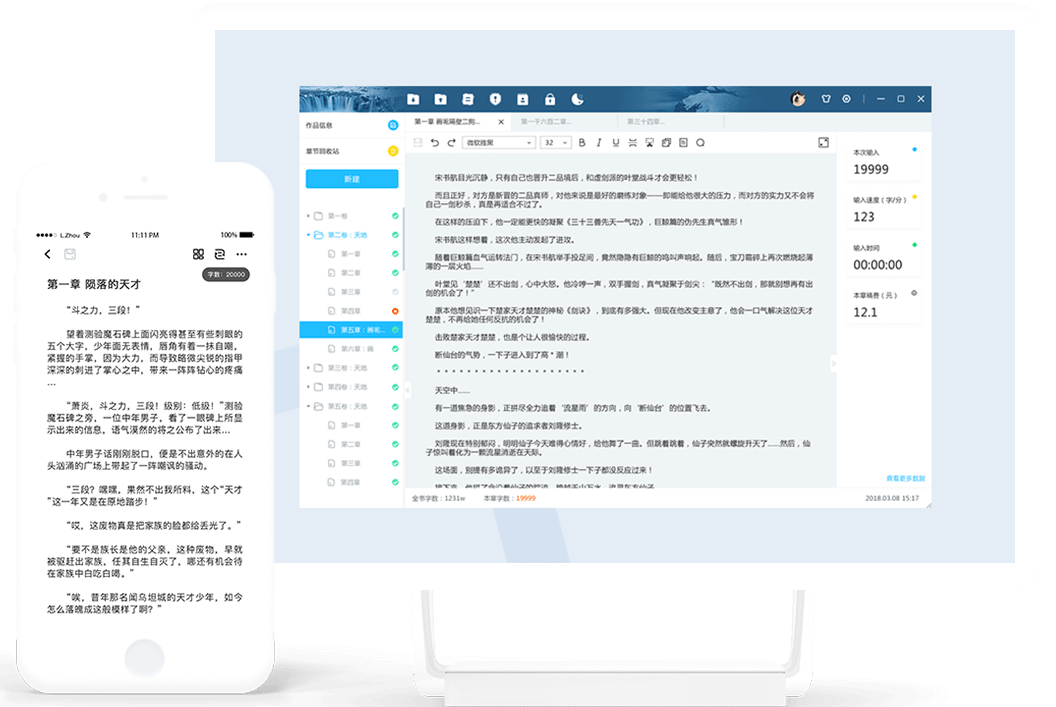 L.Zhou
11:11 PM
100%
字数：20000
第一章 陨落的天才
“斗之力，三段！”
望着测验魔石碑上面闪亮得甚至有些刺眼的
五个大字，少年面无表情，唇角有着一抹自嘲，
紧握的手掌，因为大力，而导致略微尖锐的指甲
深深的刺进了掌心之中，带来一阵阵钻心的疼痛
...
“萧炎，斗之力，三段！级别：低级！”测验
魔石碑之旁，一位中年男子，看了一眼碑上所显
示出来的信息，语气漠然的将之公布了出来...
中年男子话刚刚脱口，便是不出意外的在人
头汹涌的广场上带起了一阵嘲讽的骚动。
“三段？嘿嘿，果然不出我所料，这个“天才
”这一年又是在原地踏步！”
“哎，这废物真是把家族的脸都给丢光了。”
“要不是族长是他的父亲，这种废物，早就
被驱赶出家族，任其自生自灭了，哪还有机会待
在家族中白吃白喝。”
“唉，昔年那名闻乌坦城的天才少年，如今
怎么落魄成这般模样了啊？”
作品信息
章节回收站
新建
第一卷
第二卷：天地
第一章
第二章
第三章
第四章
第五章：画呃...
第六章：画
第三卷：天地
第四卷：天地
第五卷：天地
第一章
第二章
第三章
第四章
第一章 画呃隔壁二狗...
第一千六百二章...
第三十四章...
微软雅黑
32
B I U
宋书航目光沉静，只有自己也晋升二品境后，和虚剑派的叶堂战斗才会更轻松！
而且正好，对方是新晋的二品真师，对他来说是最好的磨练对象——即能给他很大的压力，而对方的实力又不会将
自己一剑秒杀，真是再适合不过了。
在这样的压迫下，他一定能更快的凝聚《三十三兽先天一气功》，巨鲸篇的伪先生真气雏形！
宋书航这样想着，这次他主动发起了进攻。
随着巨鲸篇血气运转法门，在宋书航举手投足间，竟然隐隐有巨鲸的鸣叫声响起。随后，宝刀霸碎上再次燃烧起薄
薄的一层火焰......
叶堂见‘楚楚’还不出剑，心中大怒。他冷哼一声，双手握剑，真气凝聚于剑尖：“既然不出剑，那就别想再有出
剑的机会了！”
原本他想见识一下楚家天才楚楚的神秘《剑诀》，到底有多强大。但现在他改变主意了，他会一口气解决这位天才
楚楚，不再给她任何反抗的机会了！
击败楚家天才楚楚，也是个让人很愉快的过程。
断仙台的气势，一下子进入到了高＊潮！
＊＊＊＊＊＊＊＊＊＊＊＊＊＊＊＊＊＊＊＊
天空中......
有一道焦急的身影，正拼尽全力追着‘流星雨’的方向，向‘断仙台’的位置飞去。
这道身影，正是东方仙子的追求者刘隆修士。
刘隆现在特别郁闷，明明仙子今天难得心情好，给他舞了一曲。但跳着跳着，仙子突然就螺旋升天了......然后，仙
子惊叫着化为一颗流星消逝在天际。
这场面，别提有多诡异了，以至于刘隆修士一下子都没反应过来！
全书字数：1231w
本章字数：19999
2018.03.08 15:17
本次输入
19999
输入速度（字/分）
123
输入时间
00:00:00
本章稿费（元）
12.1
查看更多数据